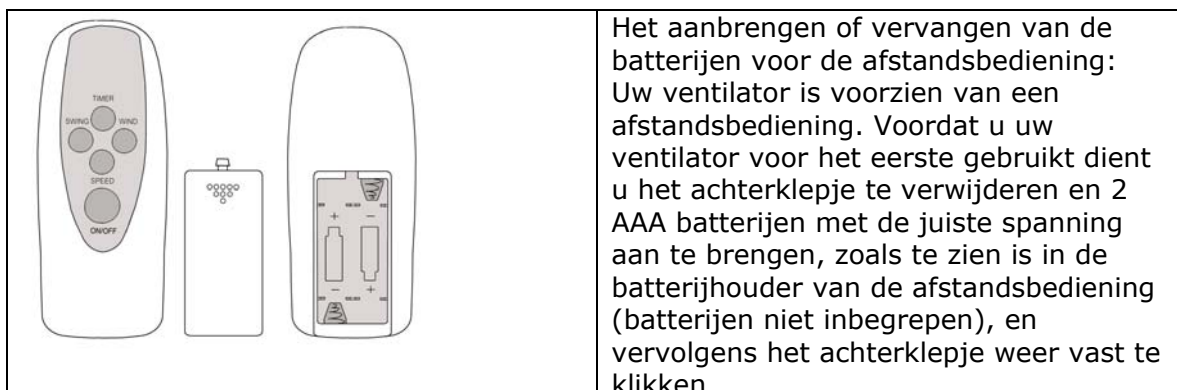 TIMER
SWING WIND
SPEED
ON/OFF
+ −
− +
Het aanbrengen of vervangen van de
batterijen voor de afstandsbediening:
Uw ventilator is voorzien van een
afstandsbediening. Voordat u uw
ventilator voor het eerste gebruikt dient
u het achterklepje te verwijderen en 2
AAA batterijen met de juiste spanning
aan te brengen, zoals te zien is in de
batterijhouder van de afstandsbediening
(batterijen niet inbegrepen), en
vervolgens het achterklepje weer vast te
klikken